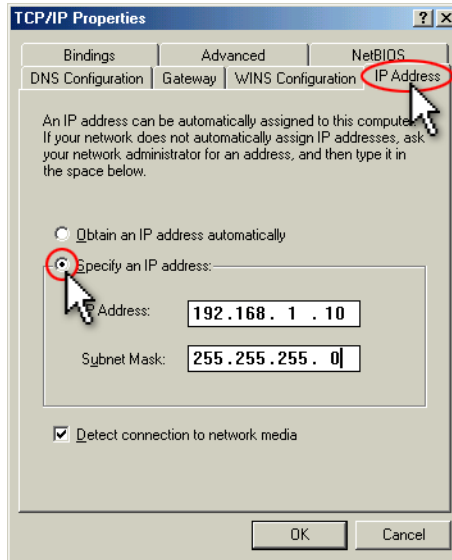 TCP/IP Properties
Bindings Advanced NetBIOS
DNS Configuration Gateway WINS Configuration IP Address
An IP address can be automatically assigned to this compute
If your network does not automatically assign IP addresses, ask
your network administrator for an address, and then type it in
the space below.
Obtain an IP address automatically
Specify an IP address:
Address:
192.168. 1 .10
Subnet Mask:
255.255.255. 0
Detect connection to network media
OK Cancel